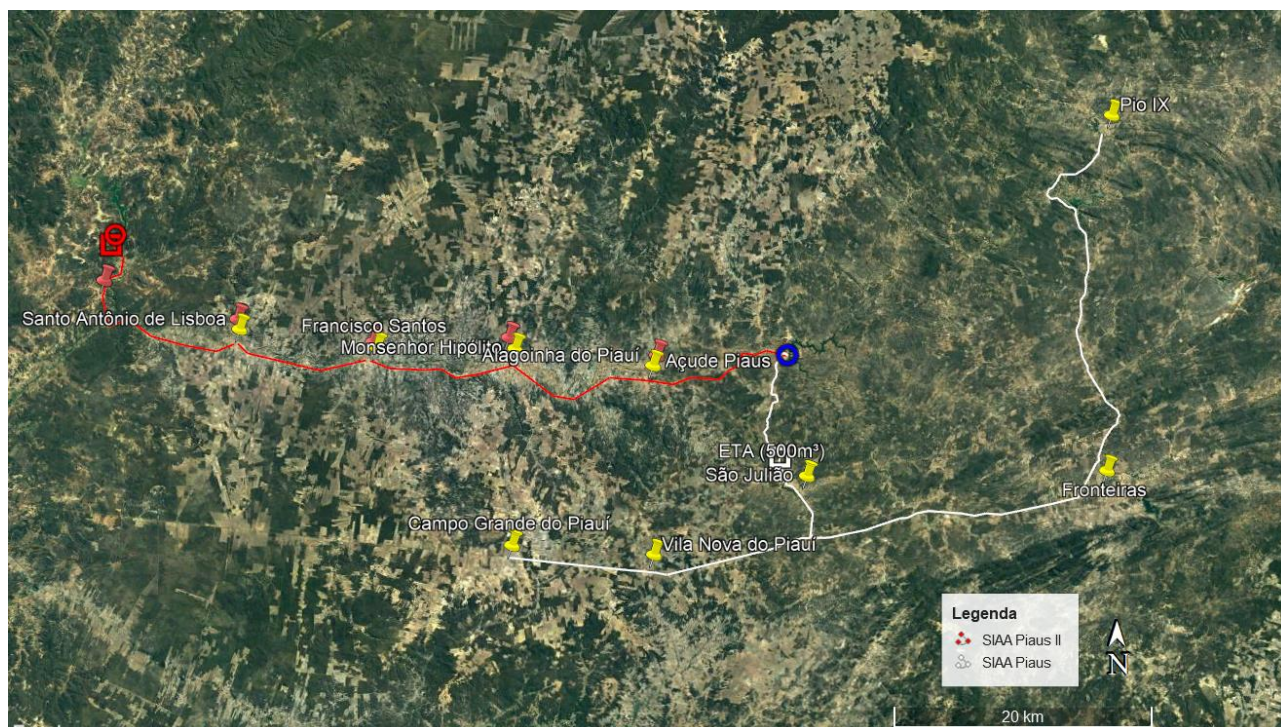 Pio IX
Santo Antônio de Lisboa
Francisco Santos
Monsenhor Hipólito
Alagoinha do Piauí
Açude Piaus
ETA (500m³)
São Julião
Fronteiras
Campo Grande do Piauí
Vila Nova do Piauí
Legenda
SIAA Piaus II
SIAA Piaus
N
20 km